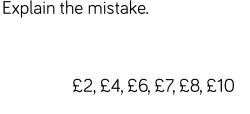 Explain the mistake.
£2, £4, £6, £7, £8, £10